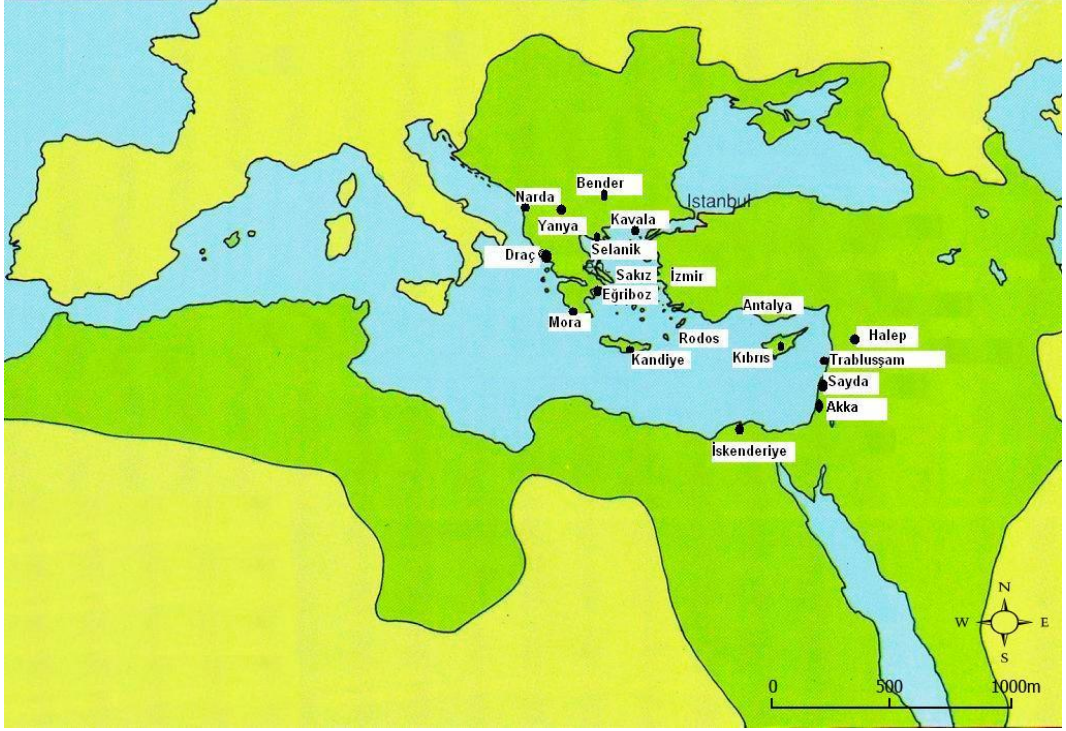 Bender
Narda
Istanbul
Kavala
Yanya
Selanik
Draç
Sakız
İzmir
Eğriboz
Antalya
Mora
Rodos
Halep
Kandiye
Kıbrıs
Trablusşam
Sayda
Akka
İskenderiye
N
W
E
S
0
500
1000m